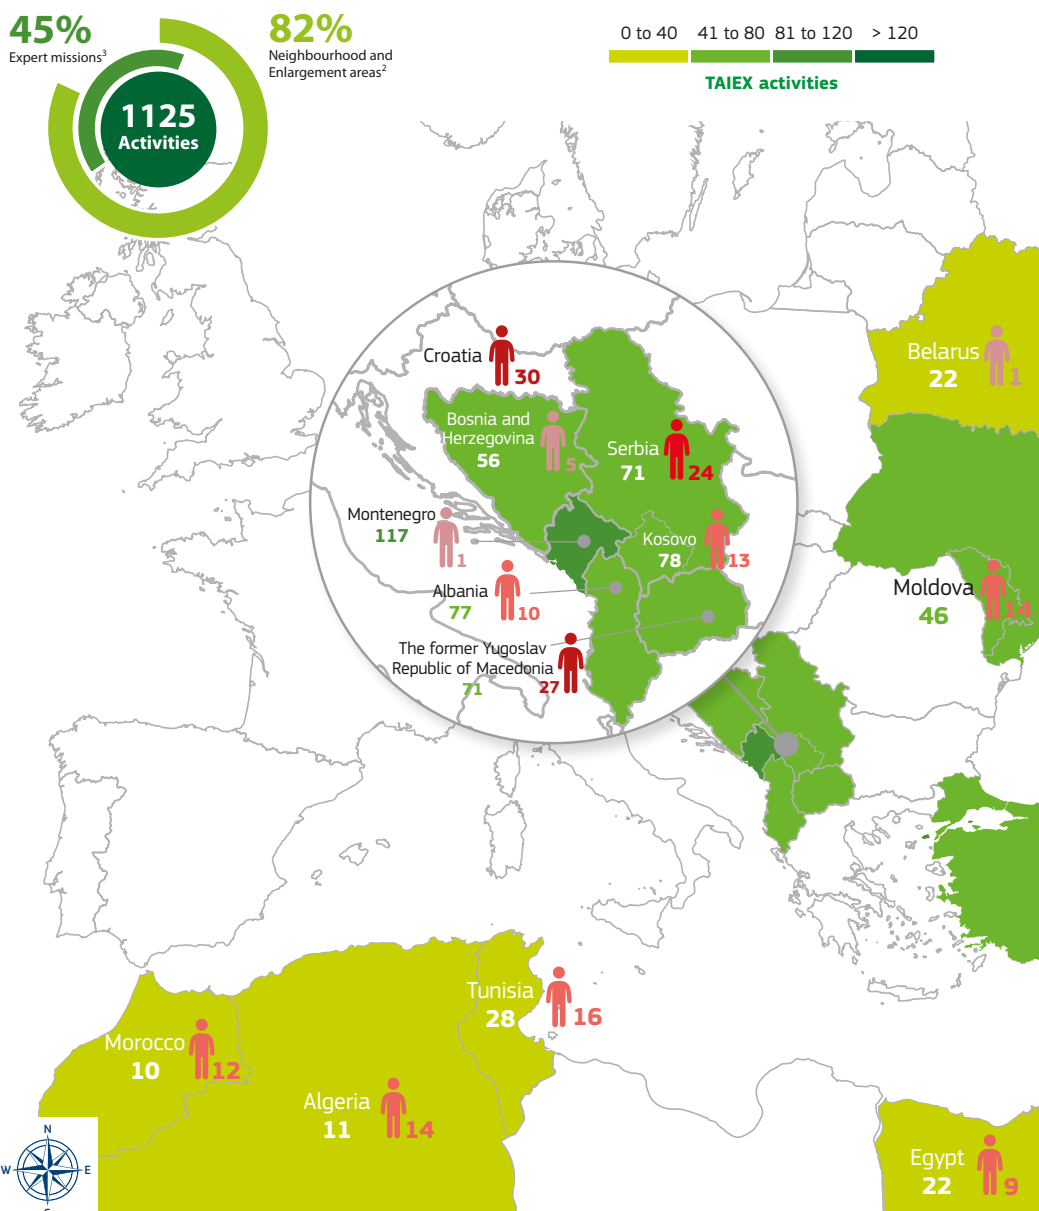 45%
Expert missions³
82%
Neighbourhood and
Enlargement areas²
1125
Activities
0 to 40
41 to 80
81 to 120
> 120
TAIEX activities
Belarus
22
1
Croatia
30
Bosnia and
Herzegovina
56
5
Serbia
71
24
Montenegro
117
1
Kosovo
78
13
Albania
77
10
Moldova
46
14
The former Yugoslav
Republic of Macedonia
71
27
Tunisia
28
16
Morocco
10
12
Algeria
11
14
Egypt
22
9
N
W
E